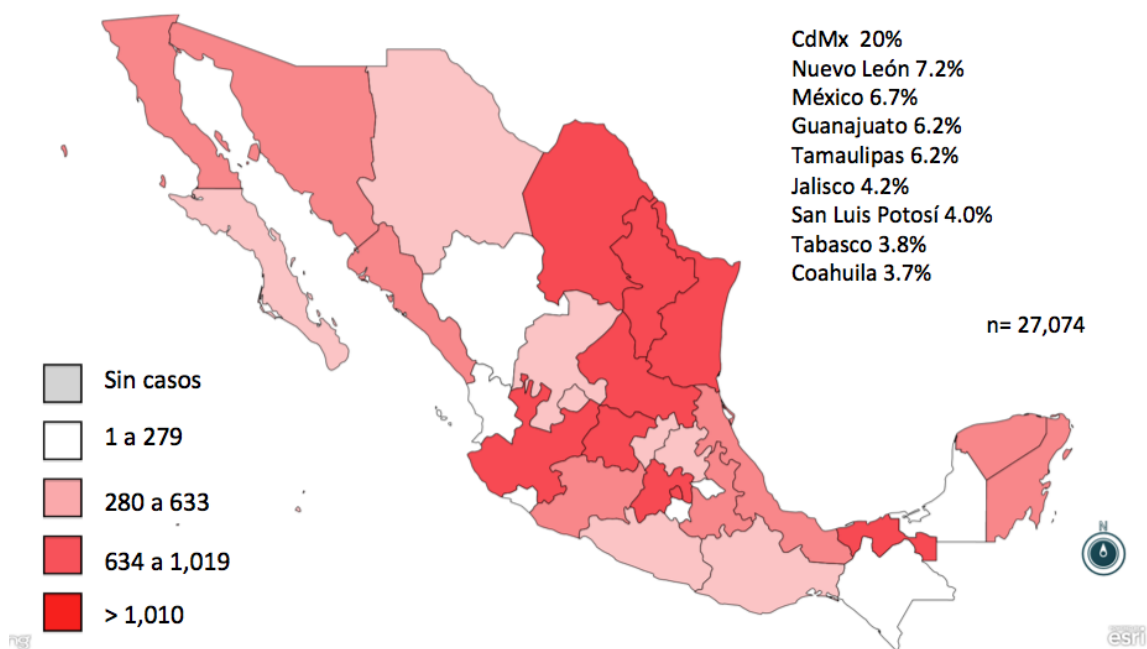 CdMx 20%
Nuevo León 7.2%
México 6.7%
Guanajuato 6.2%
Tamaulipas 6.2%
Jalisco 4.2%
San Luis Potosí 4.0%
Tabasco 3.8%
Coahuila 3.7%
n= 27,074
Sin casos
1 a 279
280 a 633
634 a 1,019
> 1,010
N
esri